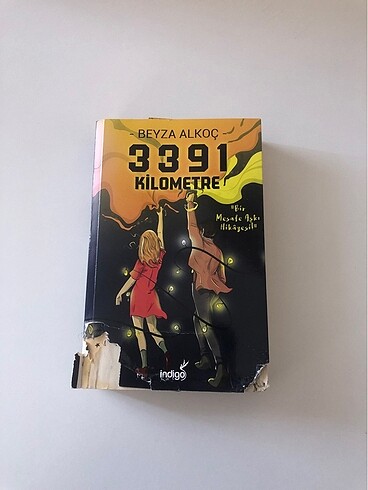 - BEYZA ALKOÇ -
3391
KİLOMETRE
"Bir
Mesafe Aşkı
Hikâyesi!"
indigo